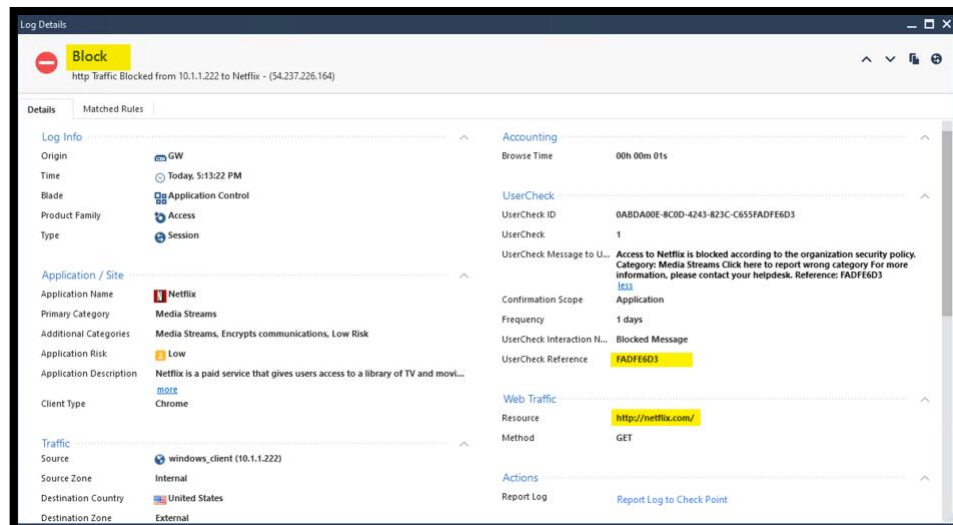 Log Details
Block
http Traffic Blocked from 10.1.1.222 to Netflix - (54.237.226.164)
Details
Matched Rules
Log Info
Origin GW
Time Today, 5:13:22 PM
Blade Application Control
Product Family Access
Type Session
Application / Site
Application Name Netflix
Primary Category Media Streams
Additional Categories Media Streams, Encrypts communications, Low Risk
Application Risk 2 Low
Application Description Netflix is a paid service that gives users access to a library of TV and movi...
more
Client Type Chrome
Traffic
Source windows_client (10.1.1.222)
Source Zone Internal
Destination Country United States
Destination Zone External
Accounting
Browse Time 00h 00m 01s
UserCheck
UserCheck ID 0ABDA00E-8C0D-4243-823C-C655FADFE6D3
UserCheck 1
UserCheck Message to U... Access to Netflix is blocked according to the organization security policy.
Category: Media Streams Click here to report wrong category For more
information, please contact your helpdesk. Reference: FADFE6D3
less
Confirmation Scope Application
Frequency 1 days
UserCheck Interaction N... Blocked Message
UserCheck Reference FADFE6D3
Web Traffic
Resource http://netflix.com/
Method GET
Actions
Report Log Report Log to Check Point